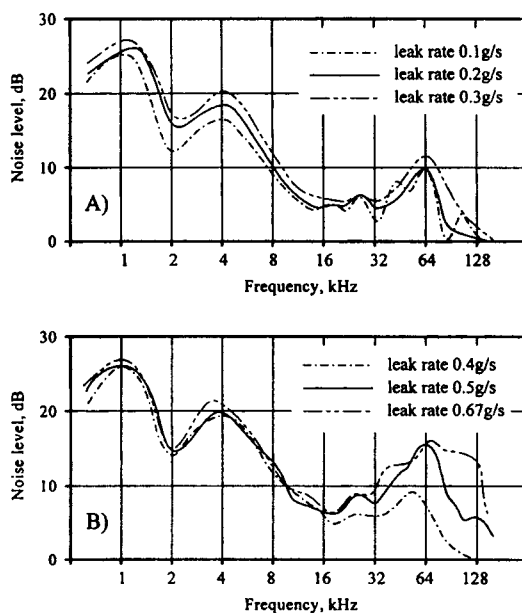 30
20
10
0
Noise level, dB
leak rate 0.1g/s
leak rate 0.2g/s
leak rate 0.3g/s
A)
1 2 4 8 16 32 64 128
Frequency, kHz
30
20
10
0
Noise level, dB
leak rate 0.4g/s
leak rate 0.5g/s
leak rate 0.67g/s
B)
1 2 4 8 16 32 64 128
Frequency, kHz